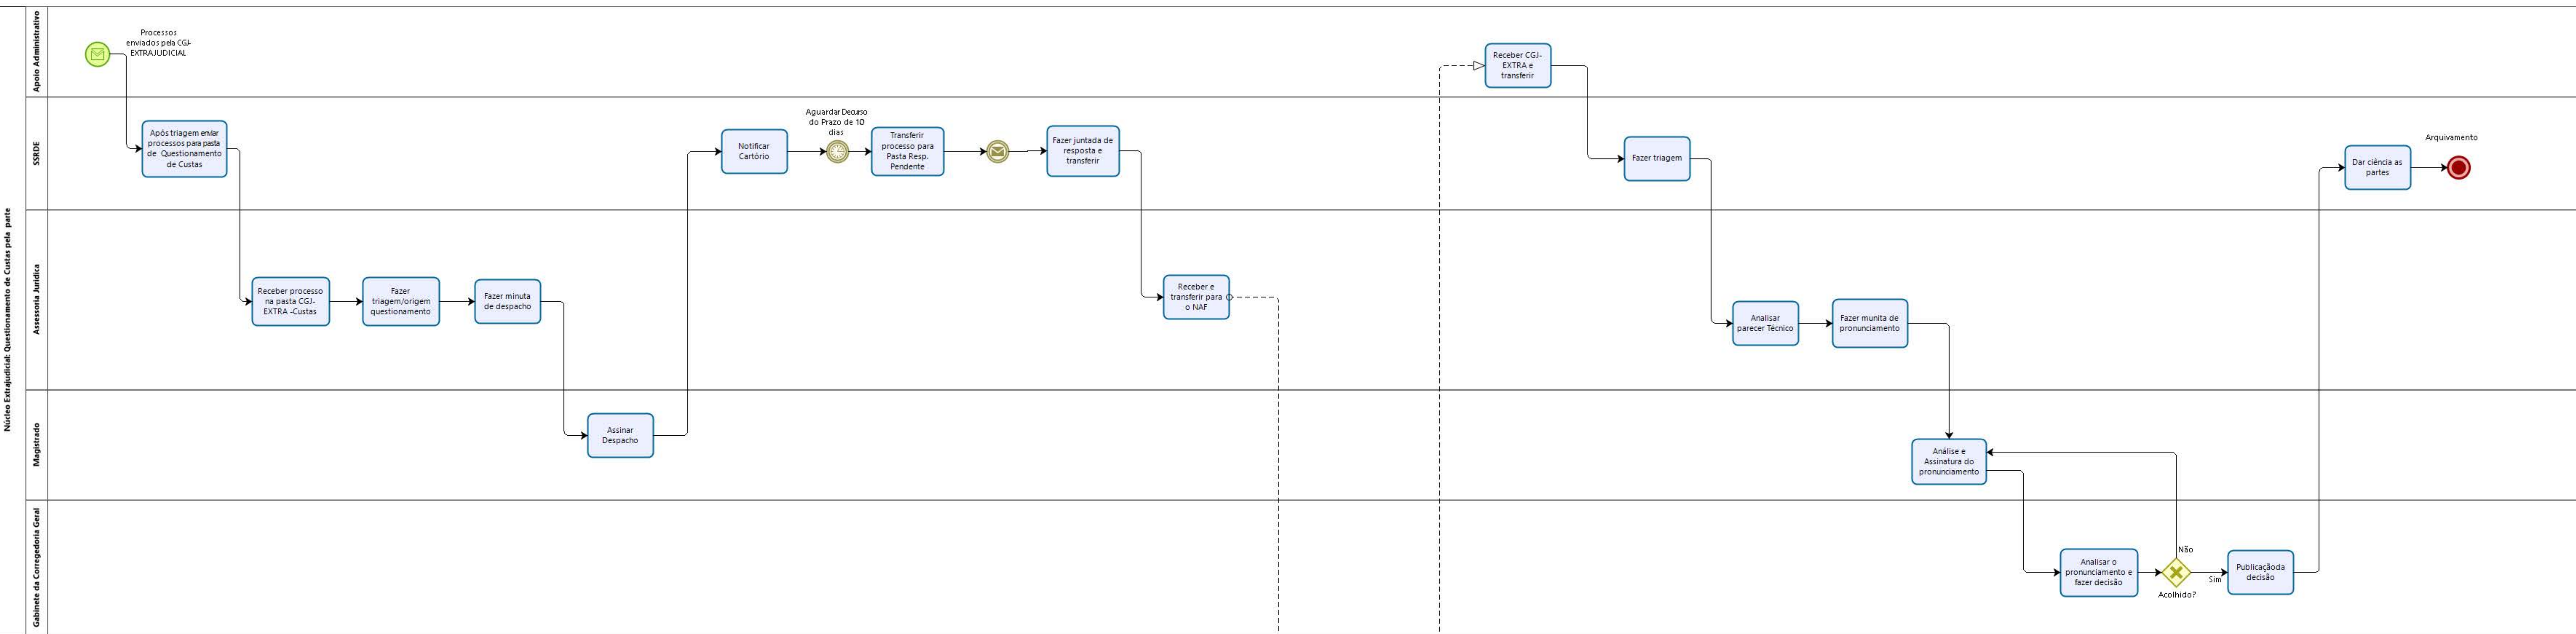 Núcleo Extrajudicial: Questionamento de Custas pela parte
Apoio Administrativo
Processos
enviados pela CGJ-
EXTRAJUDICIAL
Receber CGJ-
EXTRA e
transferir
SSRDE
Após triagem enviar
processos para pasta
de Questionamento
de Custas
Notificar
Cartório
Aguardar Decurso
do Prazo de 10
dias
Transferir
processo para
Pasta Resp.
Pendente
Fazer juntada de
resposta e
transferir
Fazer triagem
Dar ciência as
partes
Arquivamento
Assessoria Jurídica
Receber processo
na pasta CGJ-
EXTRA -Custas
Fazer
triagem/origem
questionamento
Fazer minuta
de despacho
Receber e
transferir para
o NAF
Analisar
parecer Técnico
Fazer munita de
pronunciamento
Magistrado
Assinar
Despacho
Análise e
Assinatura do
pronunciamento
Gabinete da Corregedoria Geral
Analisar o
pronunciamento e
fazer decisão
Acolhido?
Não
Sim
Publicaçãoda
decisão